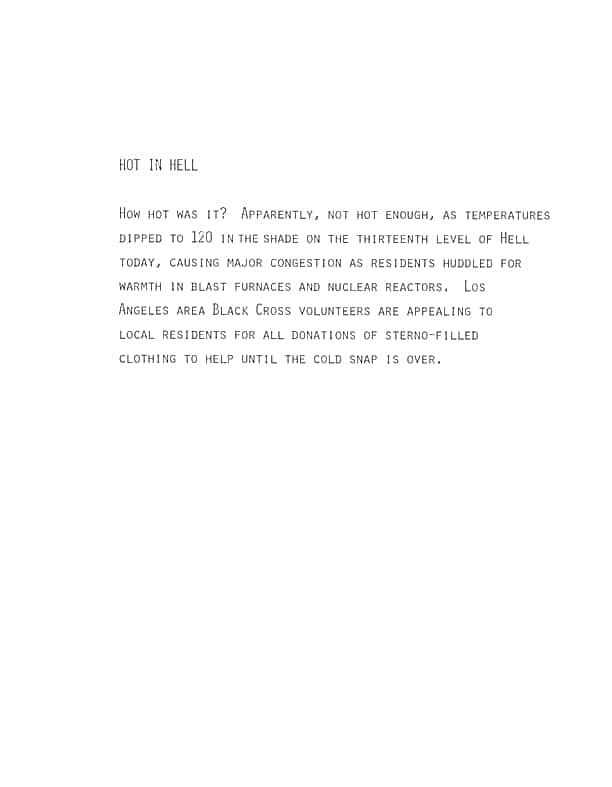 HOT IN HELL
HOW HOT WAS IT? APPARENTLY, NOT HOT ENOUGH, AS TEMPERATURES
DIPPED TO 120 IN THE SHADE ON THE THIRTEENTH LEVEL OF HELL
TODAY, CAUSING MAJOR CONGESTION AS RESIDENTS HUDDLED FOR
WARMTH IN BLAST FURNACES AND NUCLEAR REACTORS. LOS
ANGELES AREA BLACK CROSS VOLUNTEERS ARE APPEALING TO
LOCAL RESIDENTS FOR ALL DONATIONS OF STERNO-FILLED
CLOTHING TO HELP UNTIL THE COLD SNAP IS OVER.